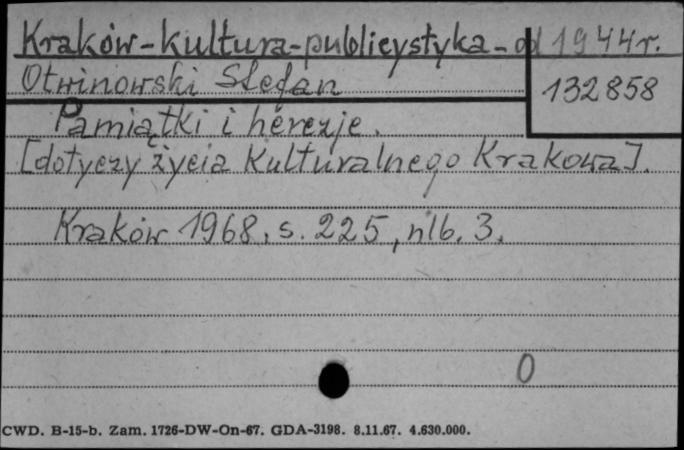 Kraków-kultura-publicystyka-od 1944r.
Otwinowski Stefan
132858
Pamiątki i herezje.
[dotyczy życia kulturalnego Krakowa].
Kraków 1968, s. 225, nlb. 3.
0
CWD. B-15-b. Zam. 1726-DW-On-67. GDA-3198. 8.11.67. 4.630.000.